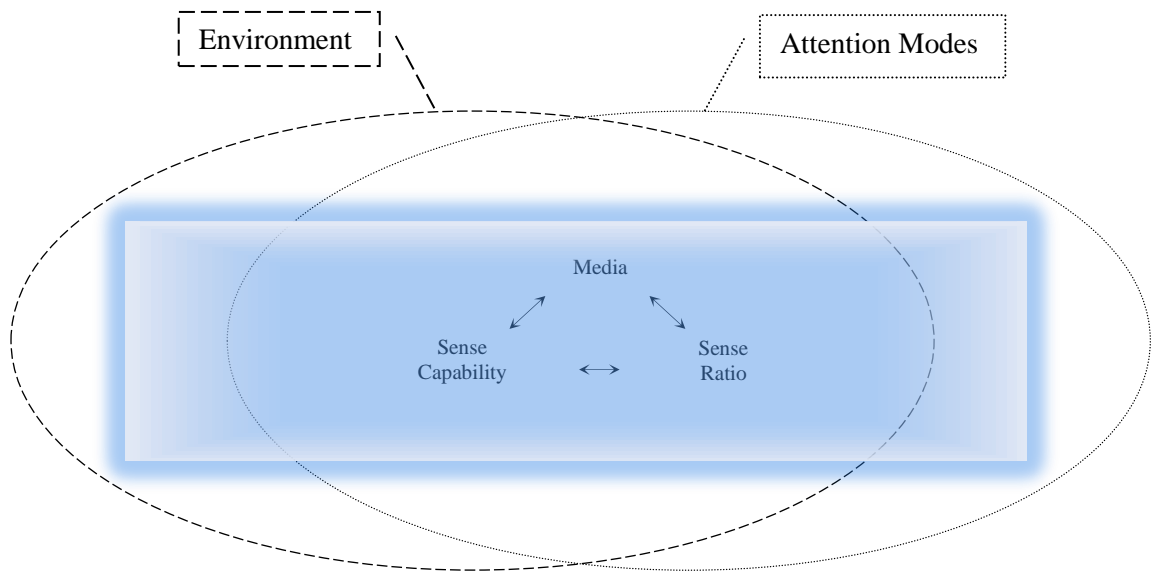 Environment
Attention Modes
Media
Sense
Capability
Sense
Ratio